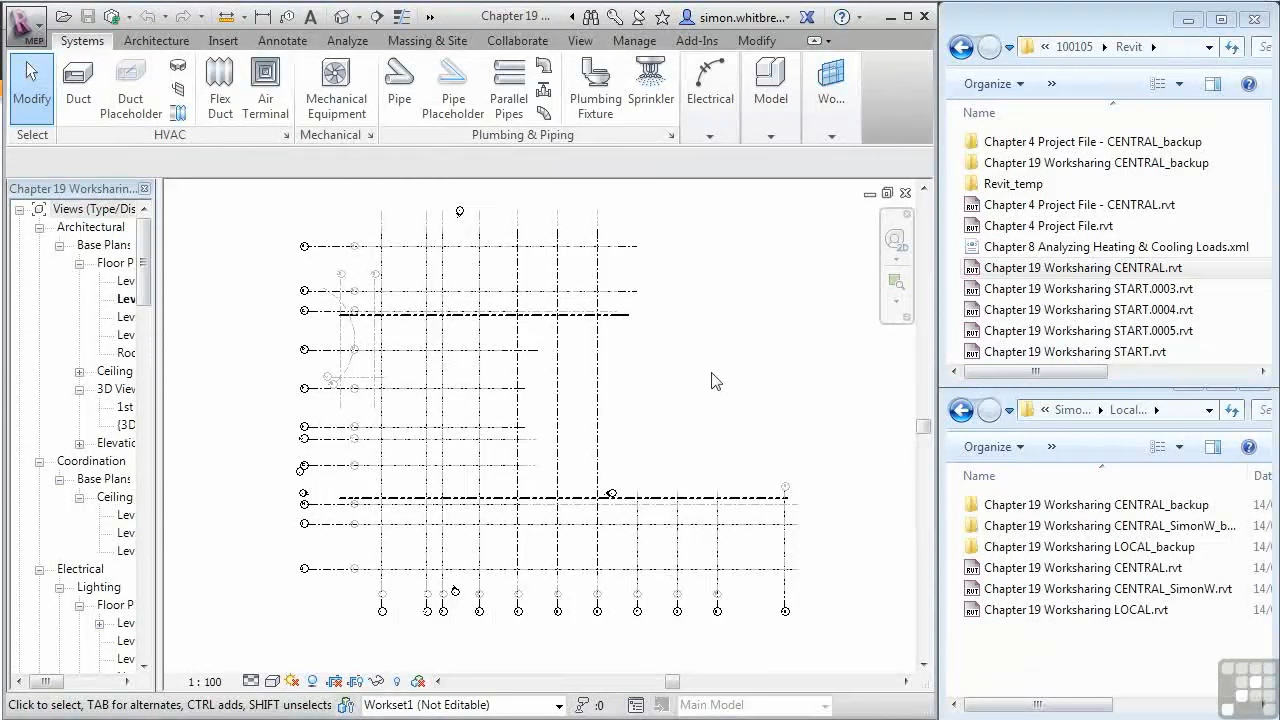 Chapter 19 ...
simon.whitbre...
MEP
Systems Architecture Insert Annotate Analyze Massing & Site Collaborate View Manage Add-Ins Modify
Modify
Duct
Duct Placeholder
Flex Duct
Air Terminal
Mechanical Equipment
Pipe
Pipe Placeholder
Parallel Pipes
Plumbing Fixture
Sprinkler
Electrical
Model
Wo...
Select
HVAC
Mechanical
Plumbing & Piping
Chapter 19 Worksharin...
Views (Type/Dis
Architectural
Base Plans
Floor P
Lev
Lev
Lev
Lev
Roo
Ceiling
3D View
1st
{3D
Elevatic
Coordination
Base Plans
Ceiling
Lev
Lev
Lev
Electrical
Lighting
Floor P
Lev
Lev
Lev
2D
1 : 100
Click to select, TAB for alternates, CTRL adds, SHIFT unselects
Workset1 (Not Editable)
:0
Main Model
100105 Revit
Se
Organize
Name
Chapter 4 Project File - CENTRAL_backup
Chapter 19 Worksharing CENTRAL_backup
Revit_temp
Chapter 4 Project File - CENTRAL.rvt
Chapter 4 Project File.rvt
Chapter 8 Analyzing Heating & Cooling Loads.xml
Chapter 19 Worksharing CENTRAL.rvt
Chapter 19 Worksharing START.0003.rvt
Chapter 19 Worksharing START.0004.rvt
Chapter 19 Worksharing START.0005.rvt
Chapter 19 Worksharing START.rvt
Simo... Local...
Se
Organize
Name Dat
Chapter 19 Worksharing CENTRAL_backup 14/
Chapter 19 Worksharing CENTRAL_SimonW_b... 14/
Chapter 19 Worksharing LOCAL_backup 14/
Chapter 19 Worksharing CENTRAL.rvt 14/
Chapter 19 Worksharing CENTRAL_SimonW.rvt 14/
Chapter 19 Worksharing LOCAL.rvt 14/